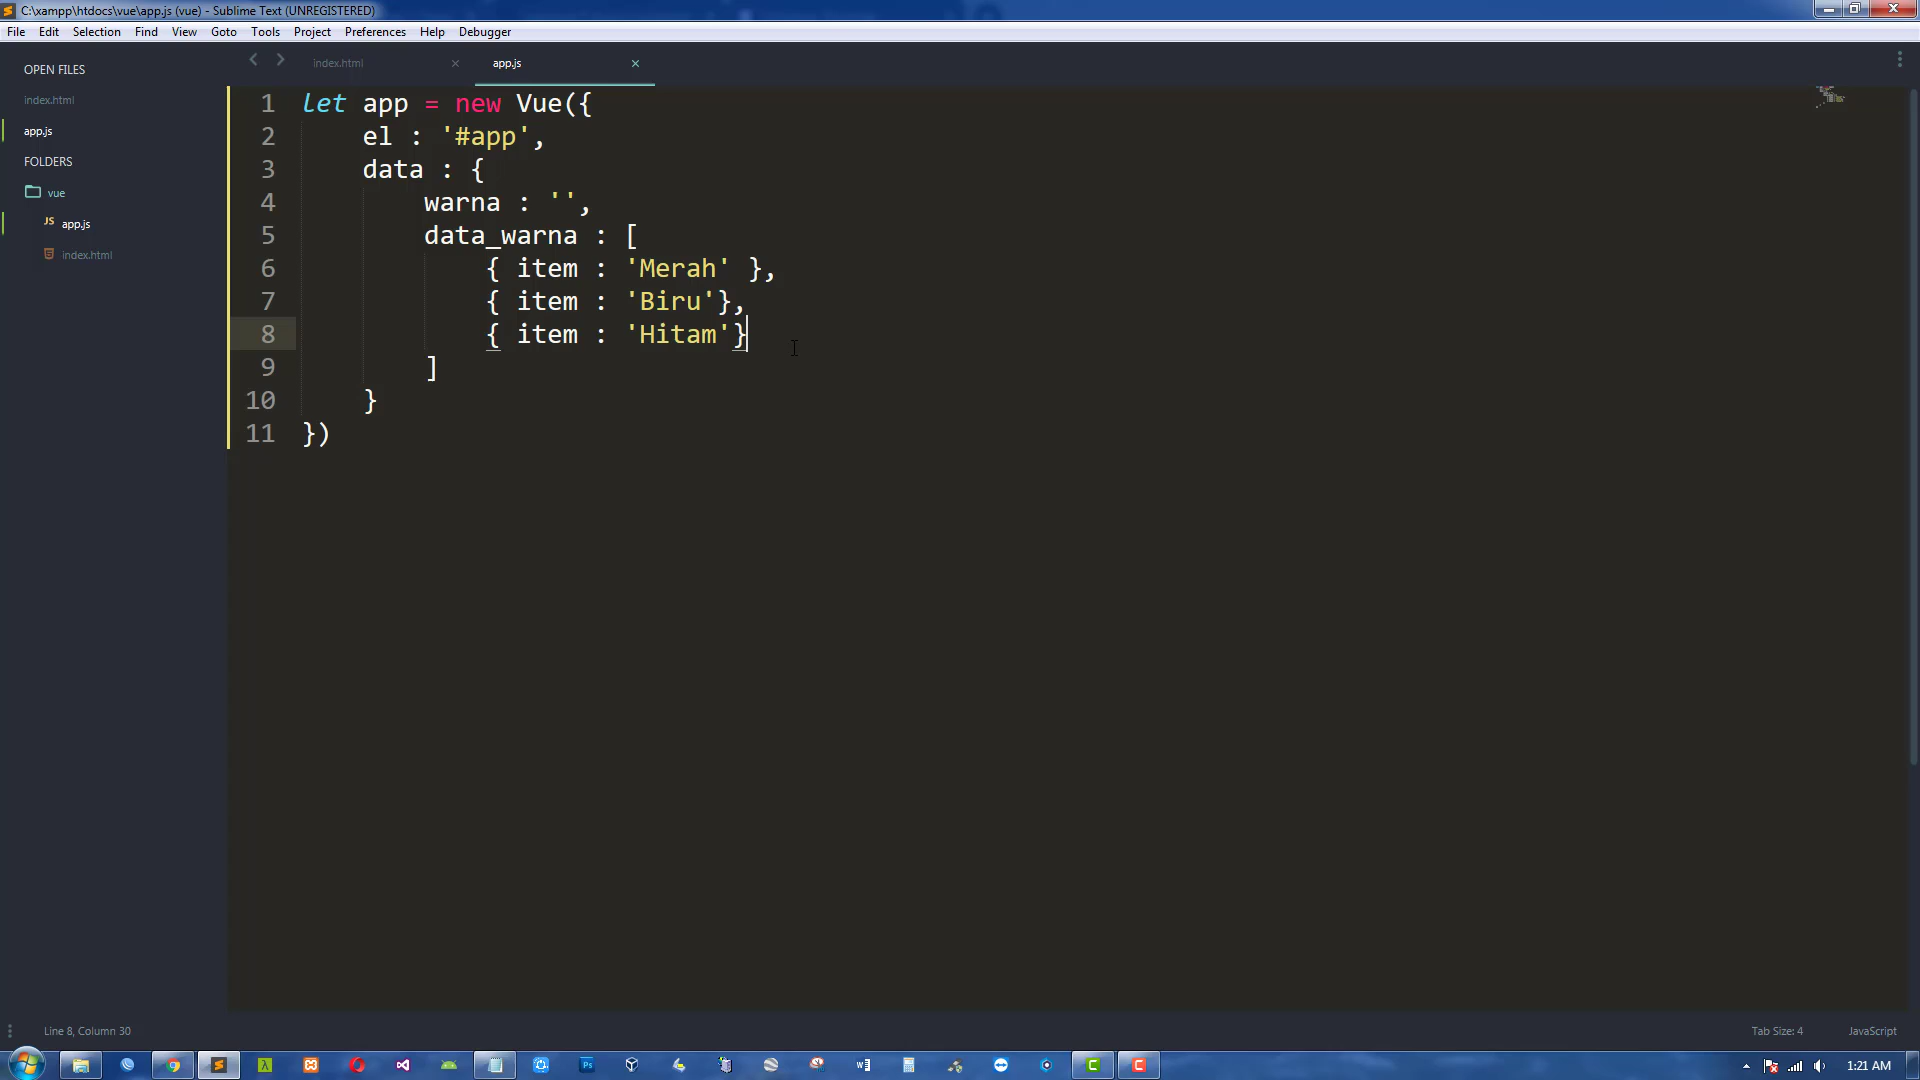 C:\xampp\htdocs\vue\app.js (vue) - Sublime Text (UNREGISTERED)
File Edit Selection Find View Goto Tools Project Preferences Help Debugger
OPEN FILES
index.html
app.js
FOLDERS
vue
JS app.js
index.html
index.html
app.js
1 let app = new Vue({
2 el : '#app',
3 data : {
4 warna : '',
5 data_warna : [
6 { item : 'Merah' },
7 { item : 'Biru'},
8 { item : 'Hitam'}
9 ]
10 }
11 })
Line 8, Column 30
Tab Size: 4
JavaScript
1:21 AM